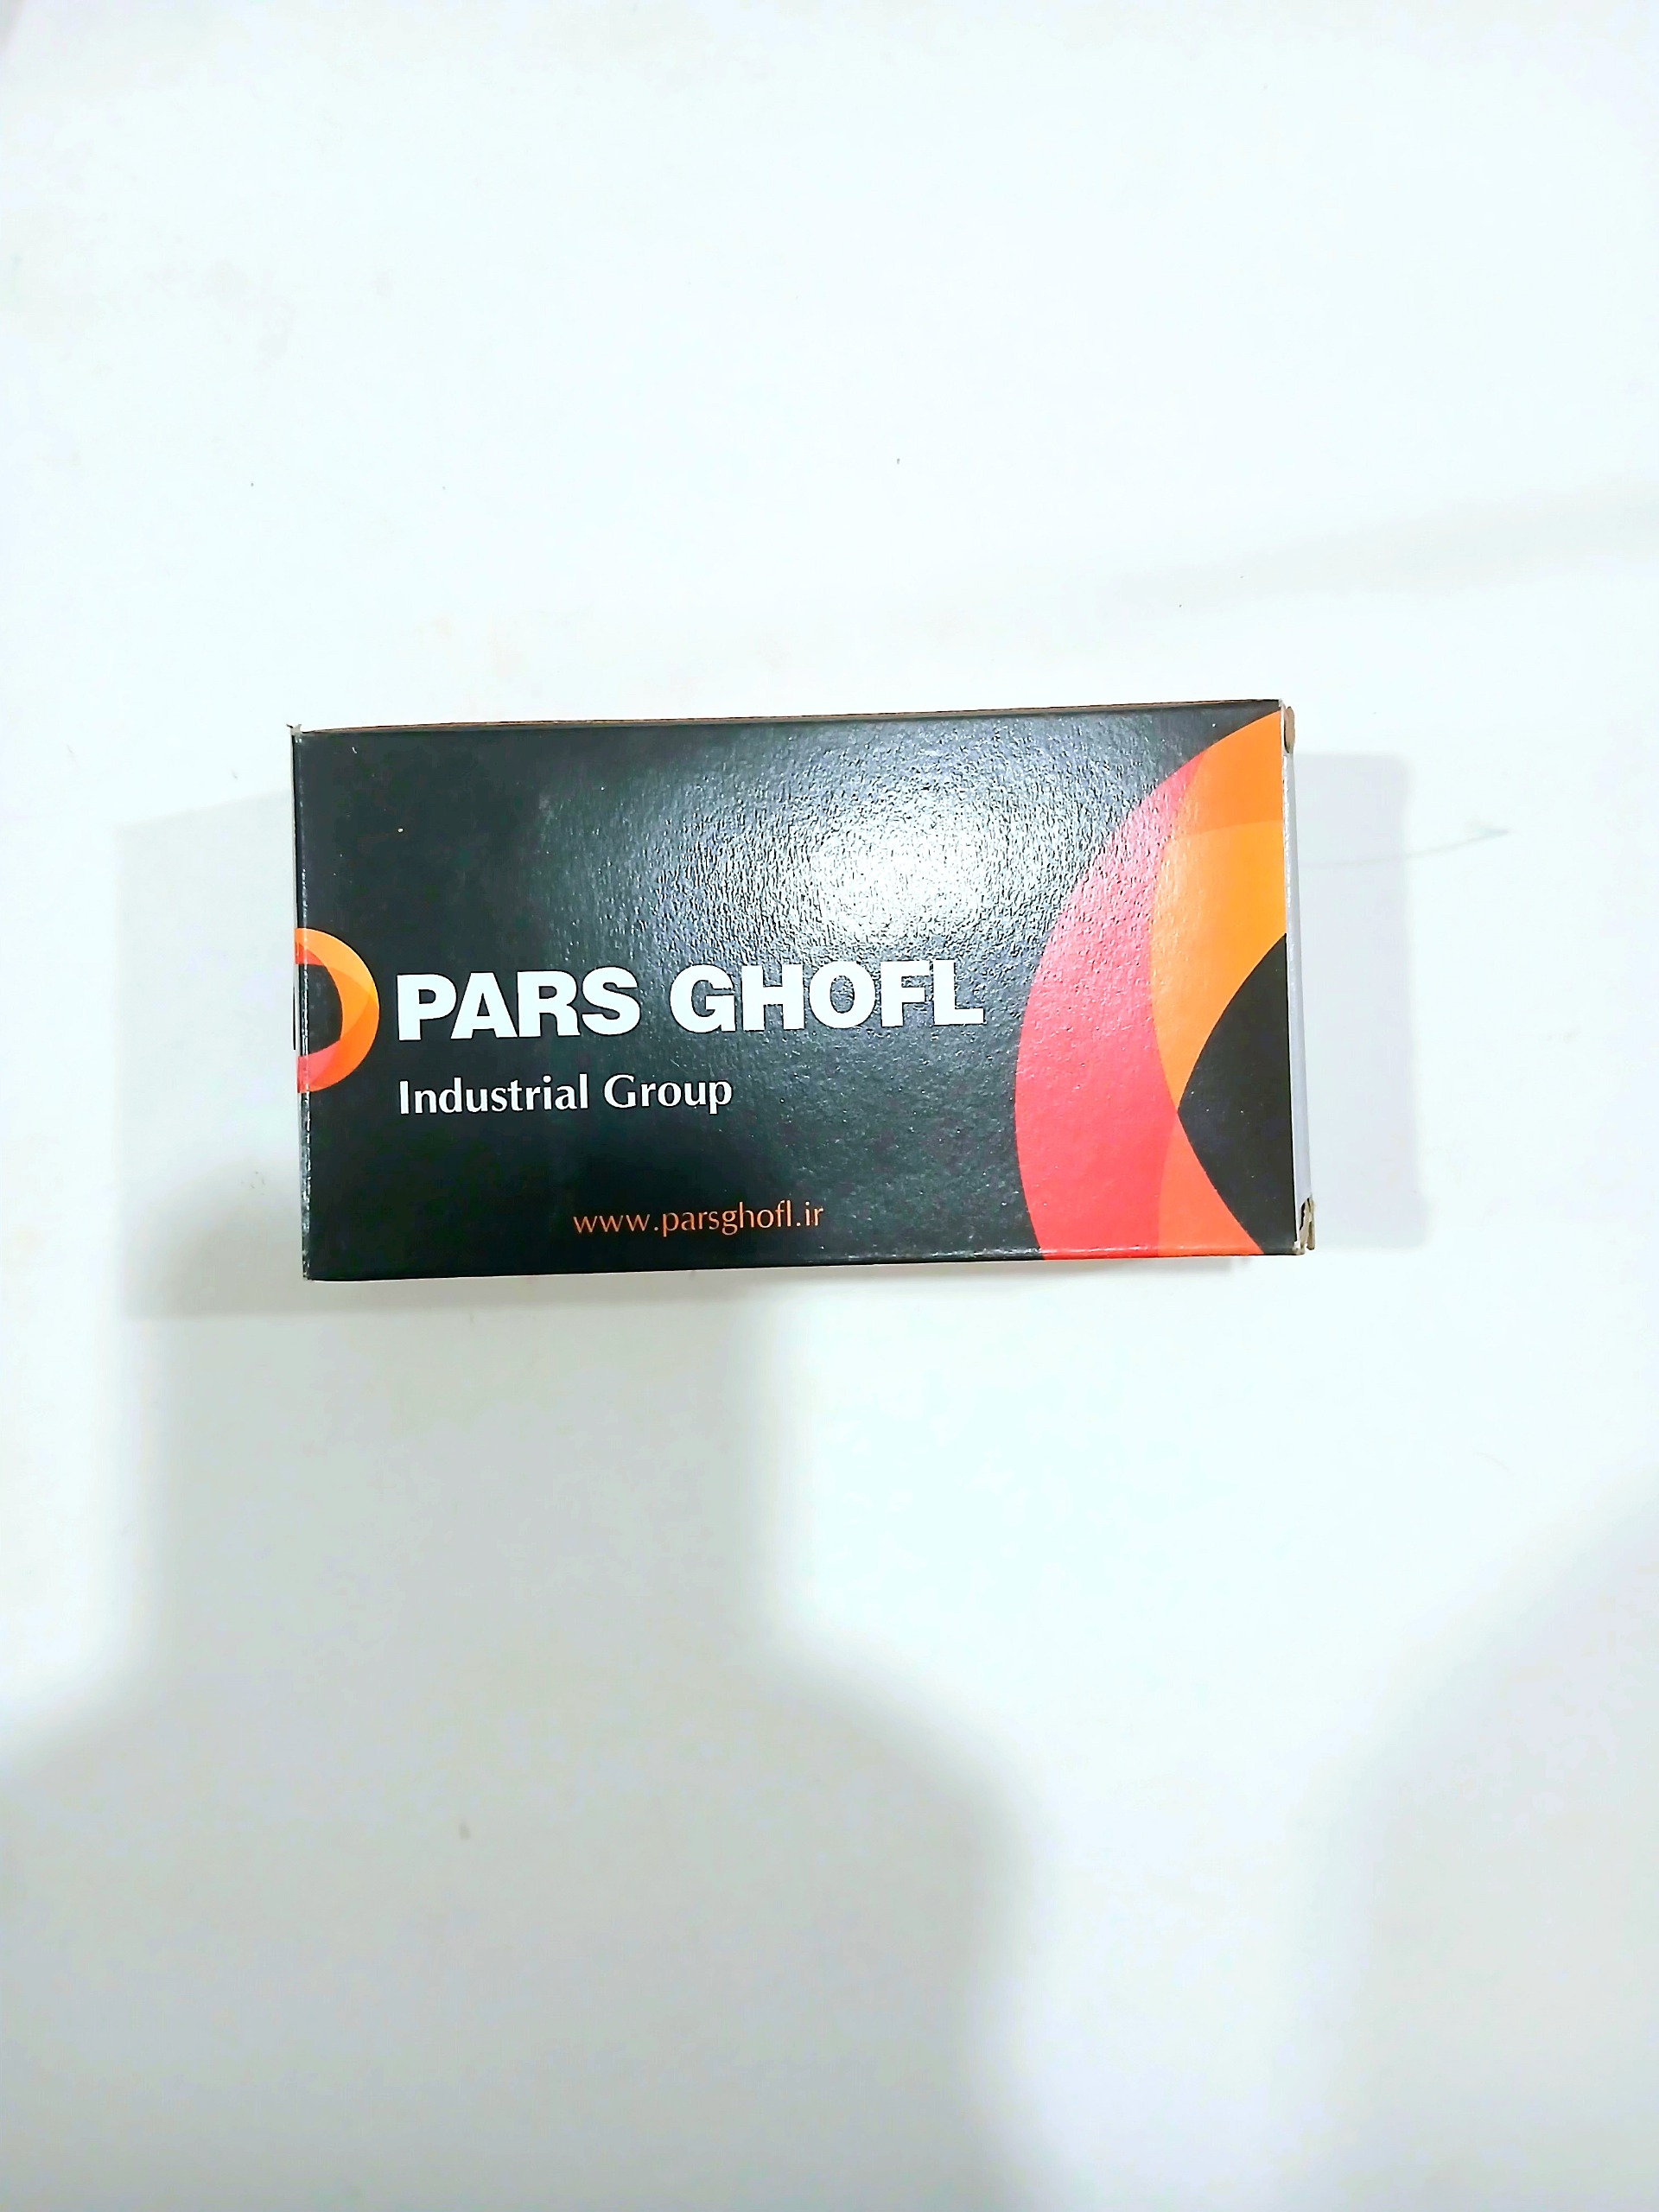 PARS GHOFL
Industrial Group
www.parsghofl.ir